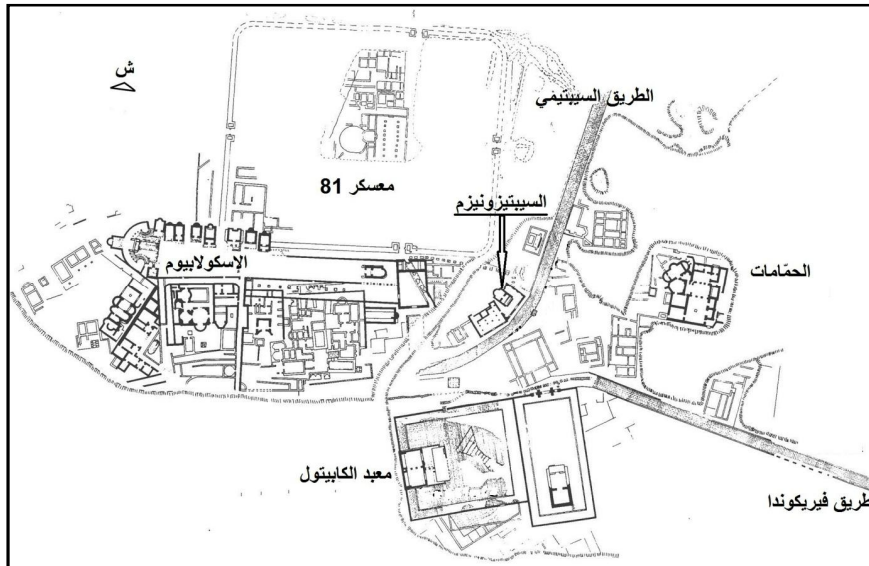 ش
الطريق السيبتيمي
معسكر 81
السيبتيزونيزم
الإسكولابيوم
الحمّامات
معبد الكابيتول
طريق فيريكوندا